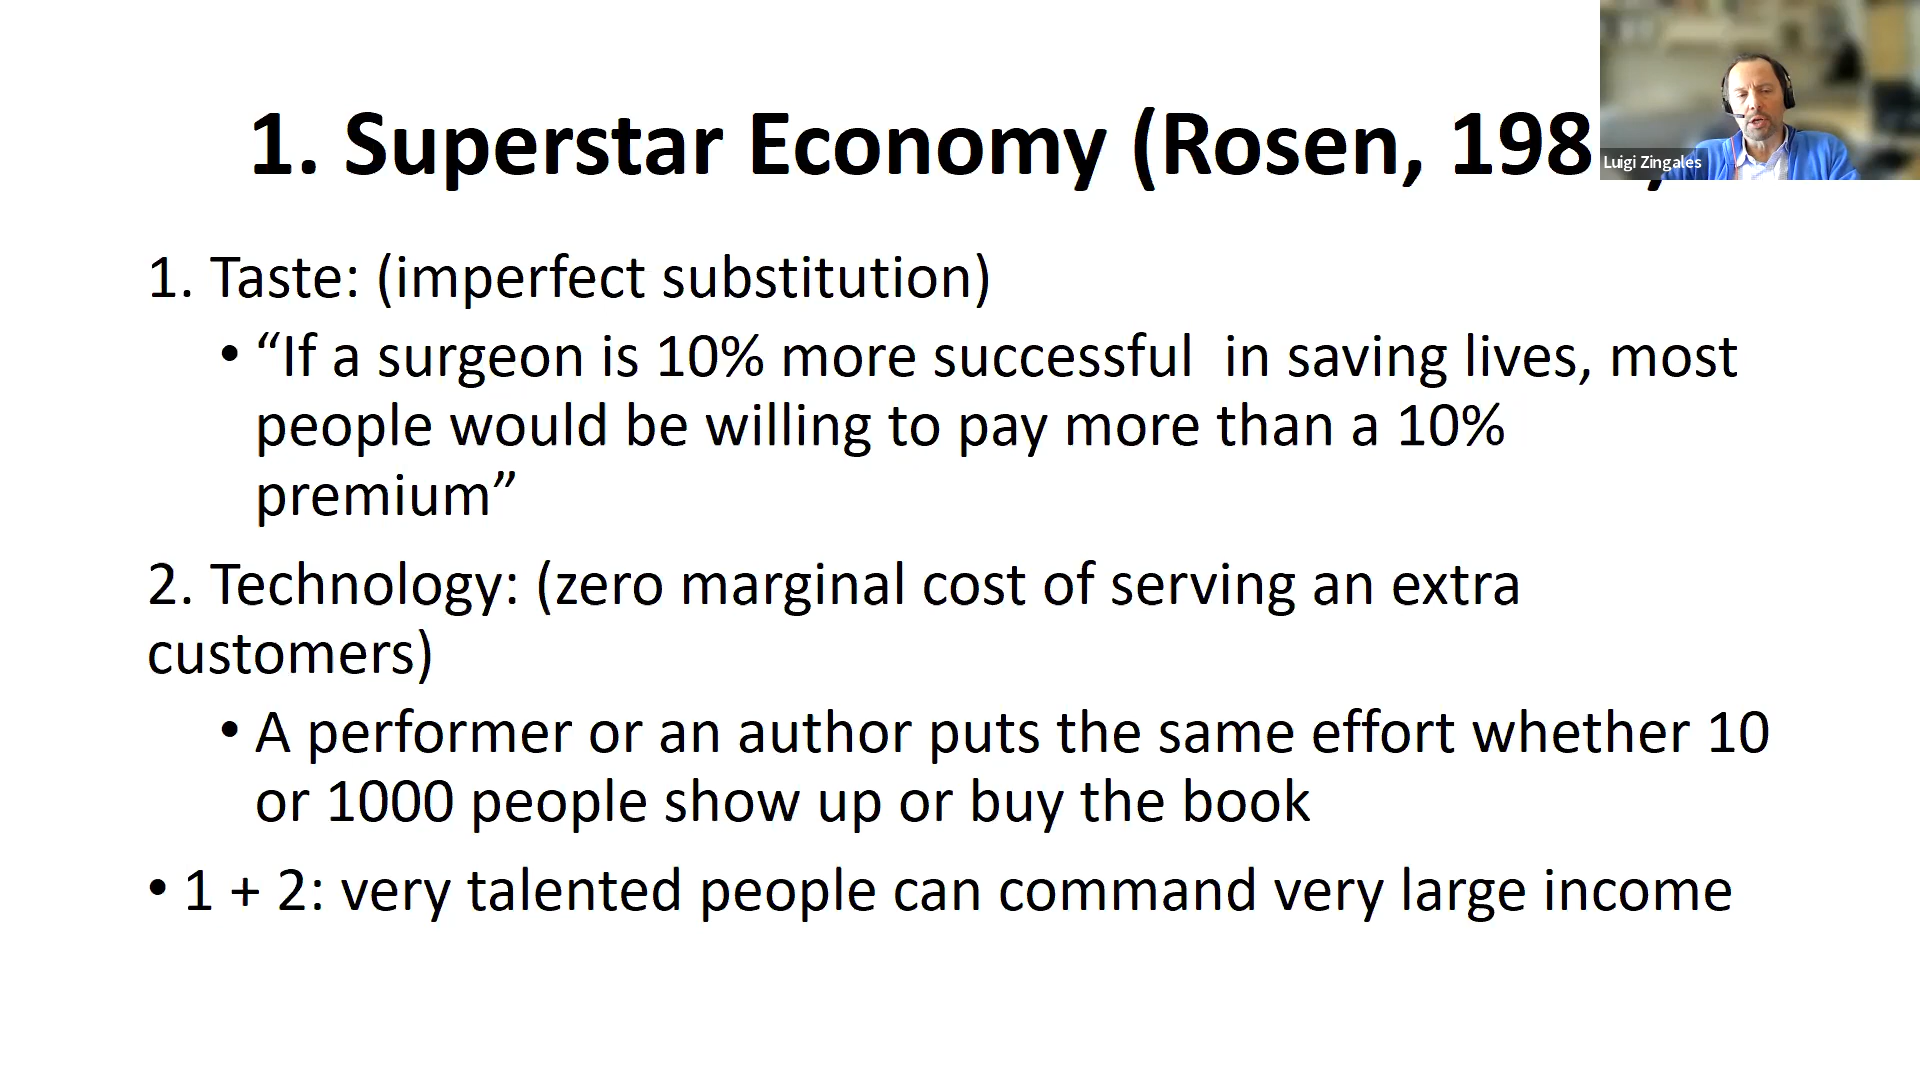 1. Superstar Economy (Rosen, 198
Luigi Zingales
1. Taste: (imperfect substitution)
• “If a surgeon is 10% more successful  in saving lives, most
people would be willing to pay more than a 10%
premium”
2. Technology: (zero marginal cost of serving an extra
customers)
• A performer or an author puts the same effort whether 10
or 1000 people show up or buy the book
• 1 + 2: very talented people can command very large income